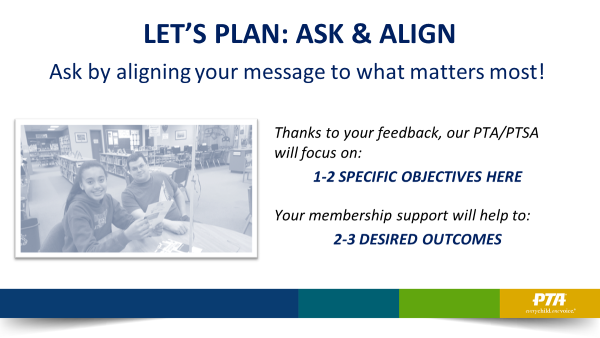 LET’S PLAN: ASK & ALIGN
Ask by aligning your message to what matters most!
Thanks to your feedback, our PTA/PTSA
will focus on:
1-2 SPECIFIC OBJECTIVES HERE
Your membership support will help to:
2-3 DESIRED OUTCOMES
PTA
everychild.onevoice.®